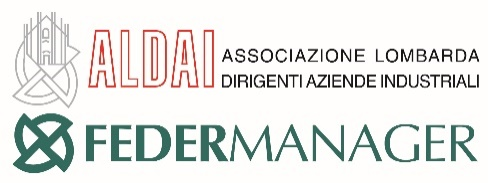 ALDAI
ASSOCIAZIONE LOMBARDA
DIRIGENTI AZIENDE INDUSTRIALI
FEDERMANAGER